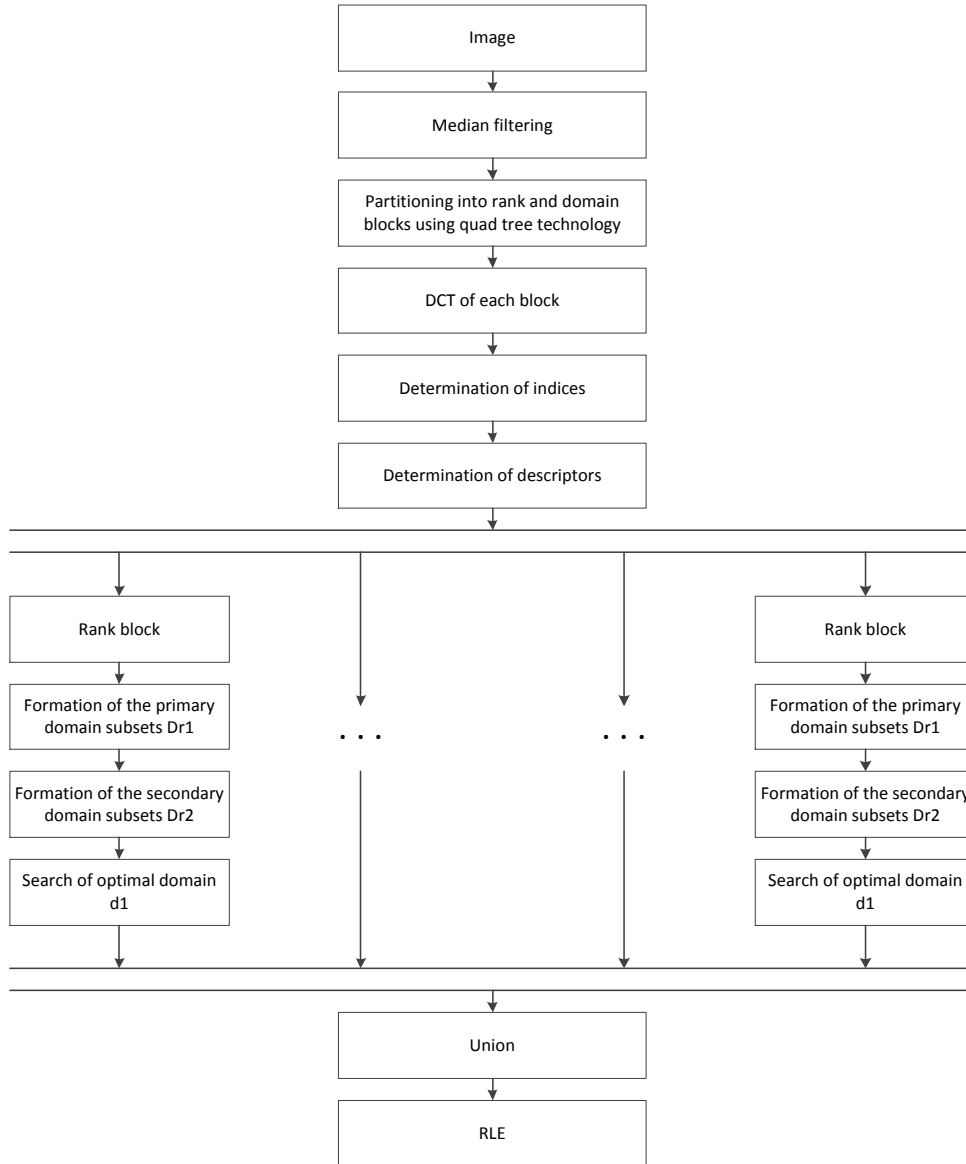 Image
Median filtering
Partitioning into rank and domain
blocks using quad tree technology
DCT of each block
Determination of indices
Determination of descriptors
Rank block
Formation of the primary
domain subsets Dr1
Formation of the secondary
domain subsets Dr2
Search of optimal domain
d1
. . .
. . .
Rank block
Formation of the primary
domain subsets Dr1
Formation of the secondary
domain subsets Dr2
Search of optimal domain
d1
Union
RLE